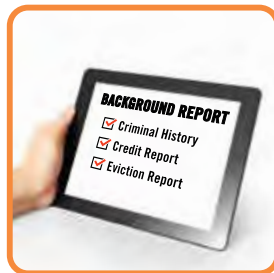 BACKGROUND REPORT
Criminal History
Credit Report
Eviction Report